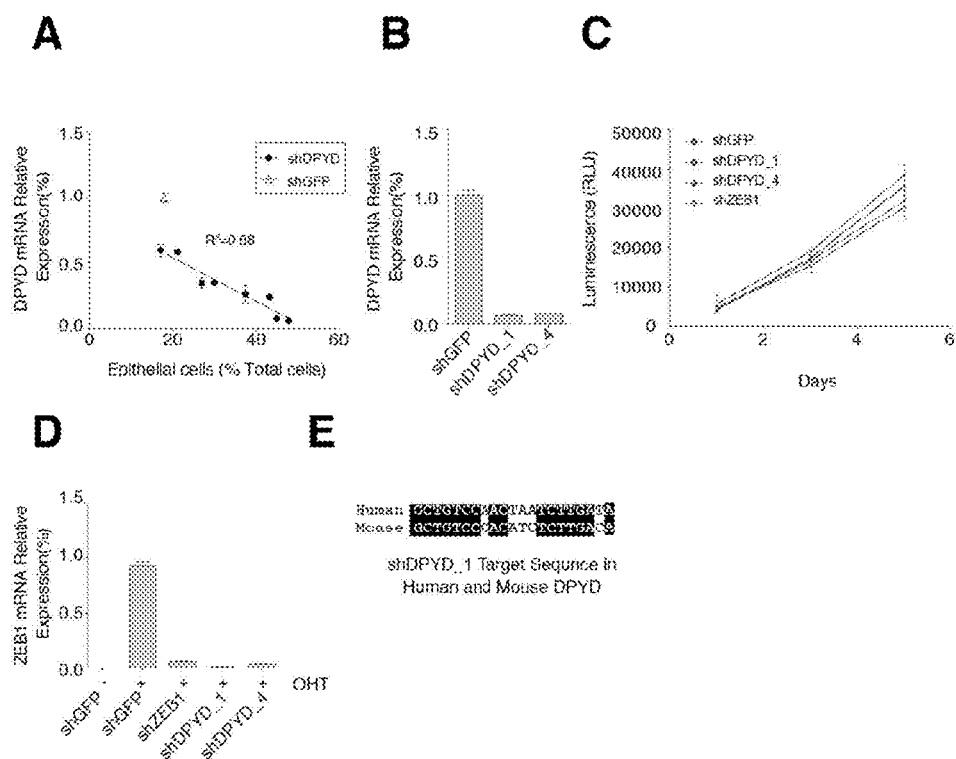 A
DPYD mRNA Relative
Expression(%)
1.5
1.0
0.5
0.0
0
20
40
60
shDPYD
shGFP
Epithelial cells (% Total cells)
B
DPYD mRNA Relative
Expression(%)
1.5
1.0
0.5
0.0
shGFP
shDPYD_1
shDPYD_4
C
Luminescence (RLU)
50000
40000
30000
20000
10000
0
0
2
4
6
shGFP
shDPYD_1
shDPYD_4
shZEB1
Days
D
ZEB1 mRNA Relative
Expression(%)
1.5
1.0
0.5
0.0
- + + + + OHT
shGFP
shGFP
shZEB1
shDPYD_1
shDPYD_4
E
Human
Mouse
shDPYD_1 Target Sequnce in
Human and Mouse DPYD